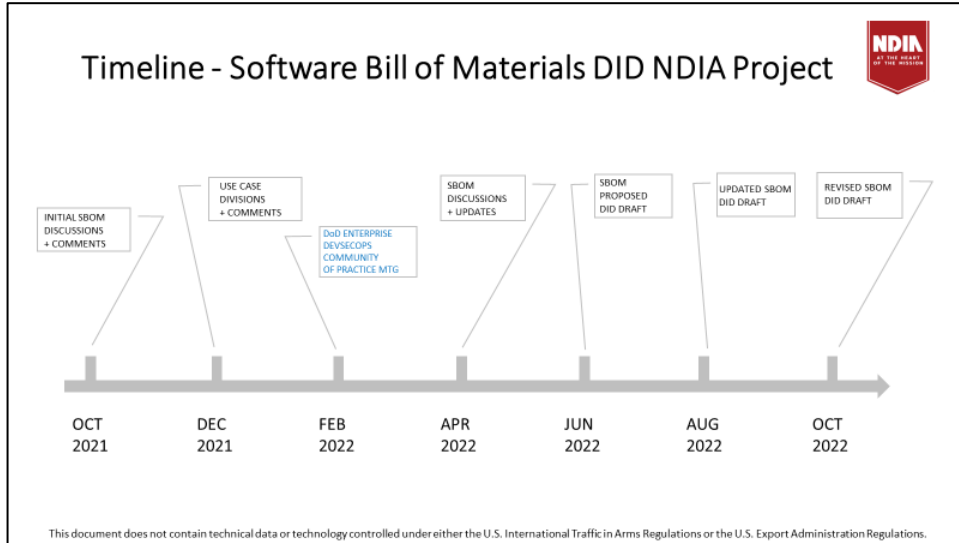 Timeline - Software Bill of Materials DID NDIA Project
NDIA
AT THE HEART
OF THE MISSION
INITIAL SBOM
DISCUSSIONS
+ COMMENTS
USE CASE
DIVISIONS
+ COMMENTS
DoD ENTERPRISE
DEVSECOPS
COMMUNITY
OF PRACTICE MTG
SBOM
DISCUSSIONS
+ UPDATES
SBOM
PROPOSED
DID DRAFT
UPDATED SBOM
DID DRAFT
REVISED SBOM
DID DRAFT
OCT
2021
DEC
2021
FEB
2022
APR
2022
JUN
2022
AUG
2022
OCT
2022
This document does not contain technical data or technology controlled under either the U.S. International Traffic in Arms Regulations or the U.S. Export Administration Regulations.